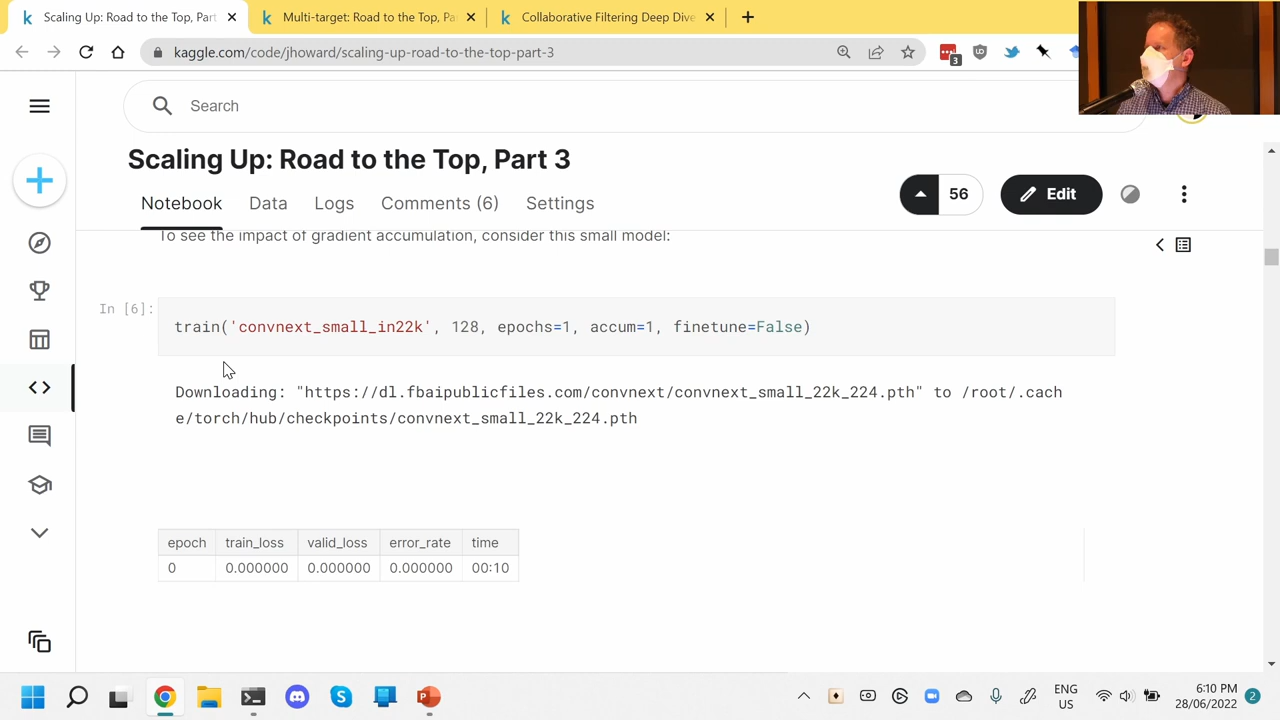 Scaling Up: Road to the Top, Part
Multi-target: Road to the Top, Pa
Collaborative Filtering Deep Dive
kaggle.com/code/jhoward/scaling-up-road-to-the-top-part-3
3
Search
Scaling Up: Road to the Top, Part 3
Notebook Data Logs Comments (6) Settings
56 Edit
To see the impact of gradient accumulation, consider this small model:
In [6]:
train('convnext_small_in22k', 128, epochs=1, accum=1, finetune=False)
Downloading: "https://dl.fbaipublicfiles.com/convnext/convnext_small_22k_224.pth" to /root/.cach
e/torch/hub/checkpoints/convnext_small_22k_224.pth
epoch train_loss valid_loss error_rate time
0 0.000000 0.000000 0.000000 00:10
ENG
US
6:10 PM
28/06/2022
2